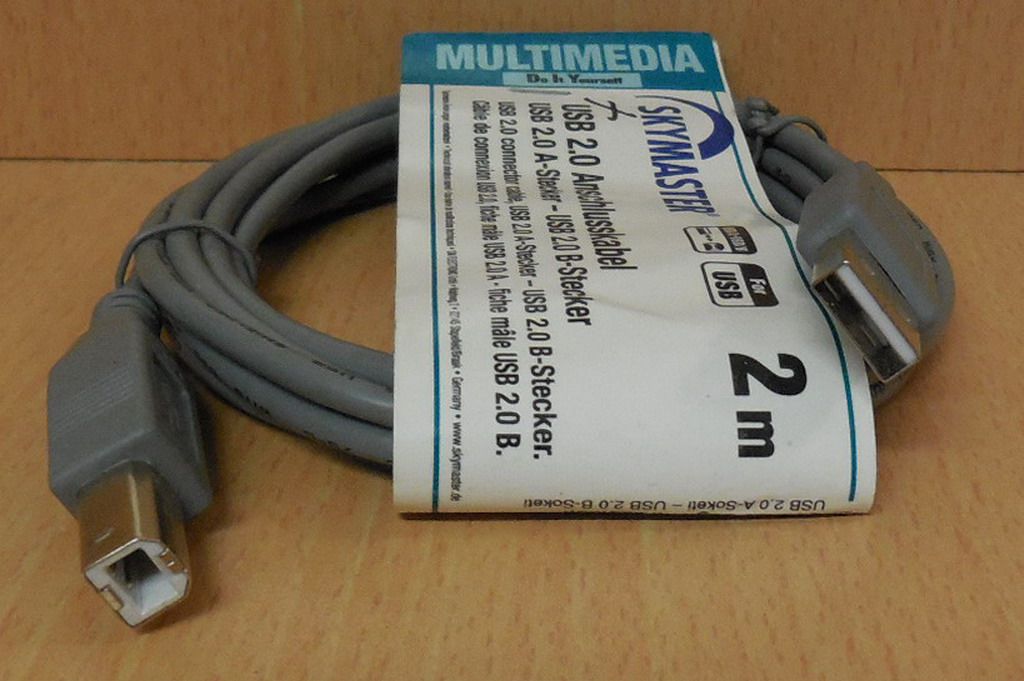 MULTIMEDIA
Do It Yourself
SKYMASTER
For
USB
2 m
USB 2.0 Anschlusskabel
USB 2.0 A-Stecker – USB 2.0 B-Stecker
USB 2.0 connector cable, USB 2.0 A-Stecker – USB 2.0 B-Stecker.
Câble de connexion USB 2.0, fiche mâle USB 2.0 A - fiche mâle USB 2.0 B.
Germany • www.skymaster.de
USB 2.0 A-Soketi – USB 2.0 B-Soketi